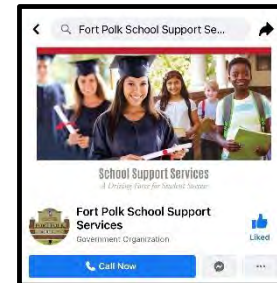 Fort Polk School Support Se...
School Support Services
A Driving Force for Student Success
Fort Polk School Support
Services
Government Organization
Liked
Call Now